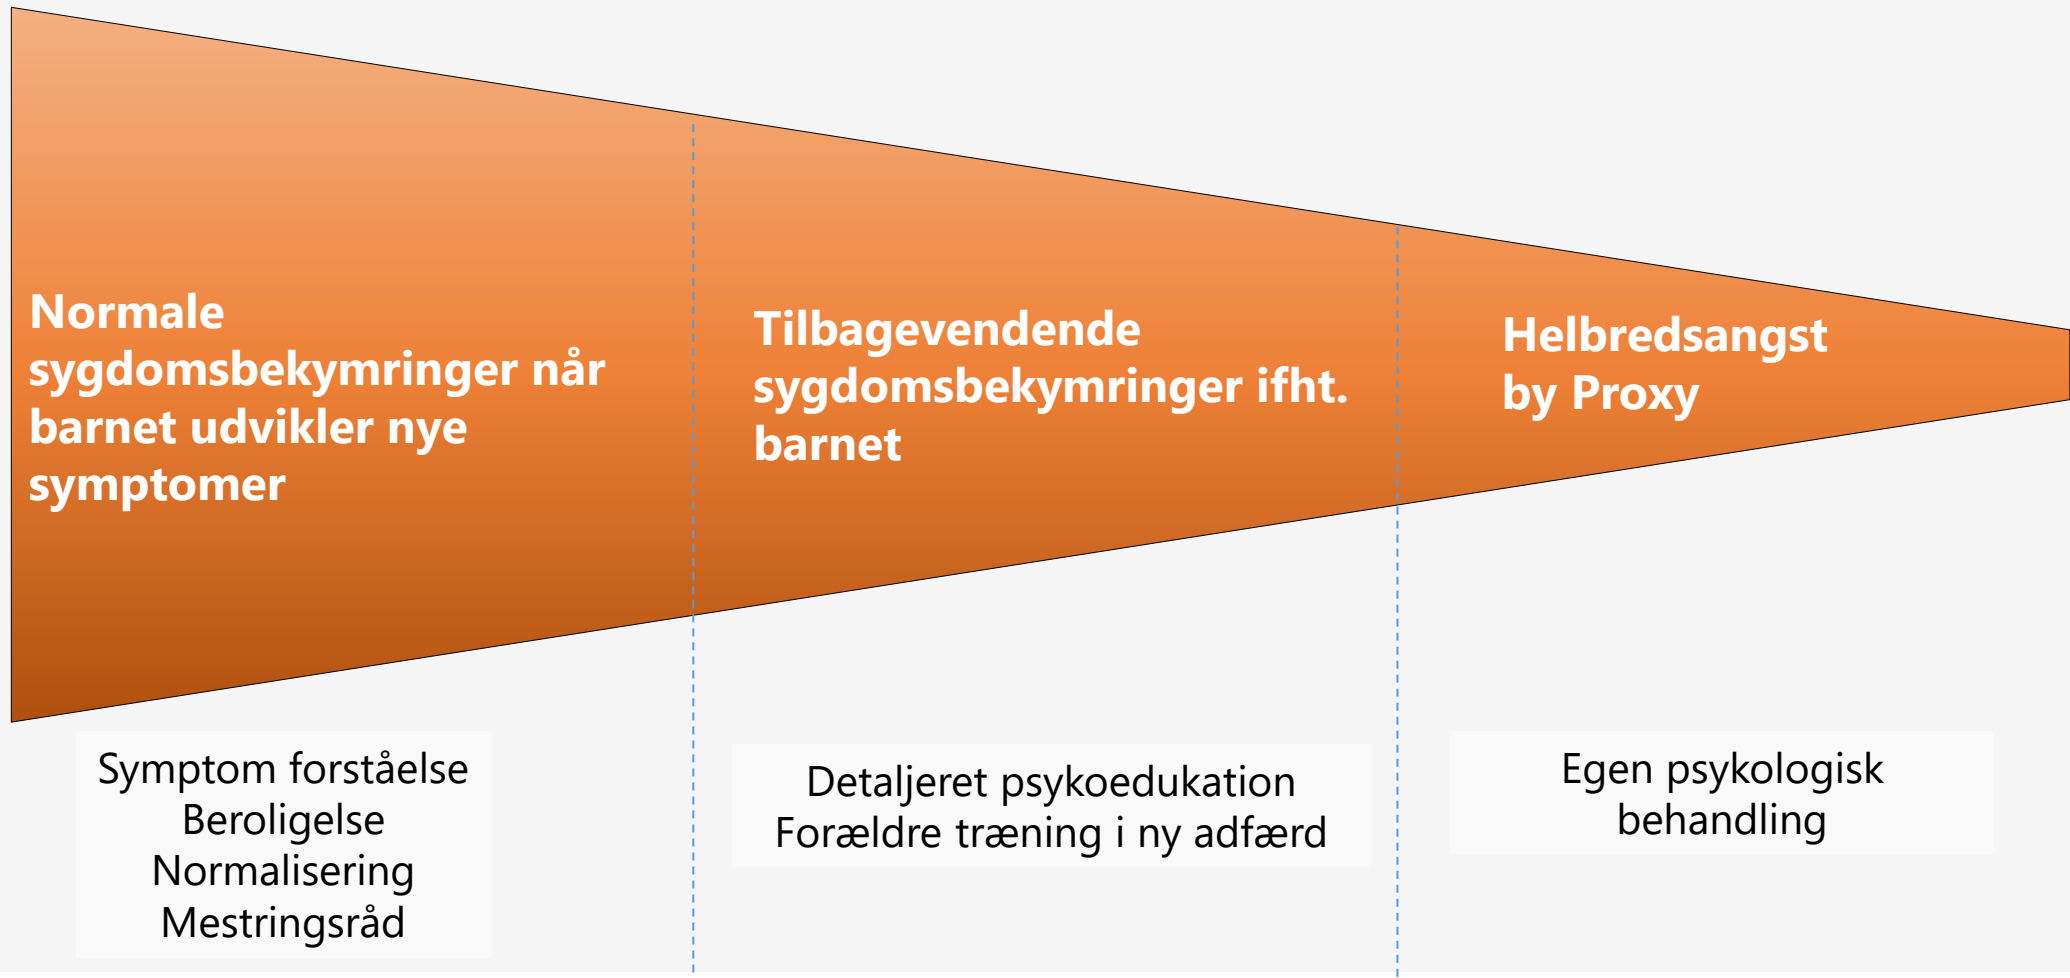 Normale
sygdomsbekymringer når
barnet udvikler nye
symptomer
Tilbagevendende
sygdomsbekymringer ifht.
barnet
Helbredsangst
by Proxy
Symptom forståelse
Beroligelse
Normalisering
Mestringsråd
Detaljeret psykoedukation
Forældre træning i ny adfærd
Egen psykologisk
behandling